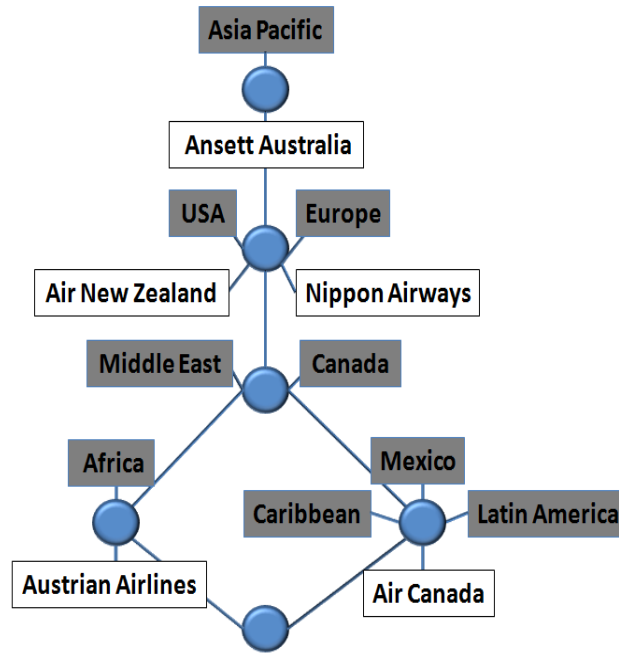 Asia Pacific
Ansett Australia
USA
Europe
Air New Zealand
Nippon Airways
Middle East
Canada
Africa
Mexico
Caribbean
Latin America
Austrian Airlines
Air Canada